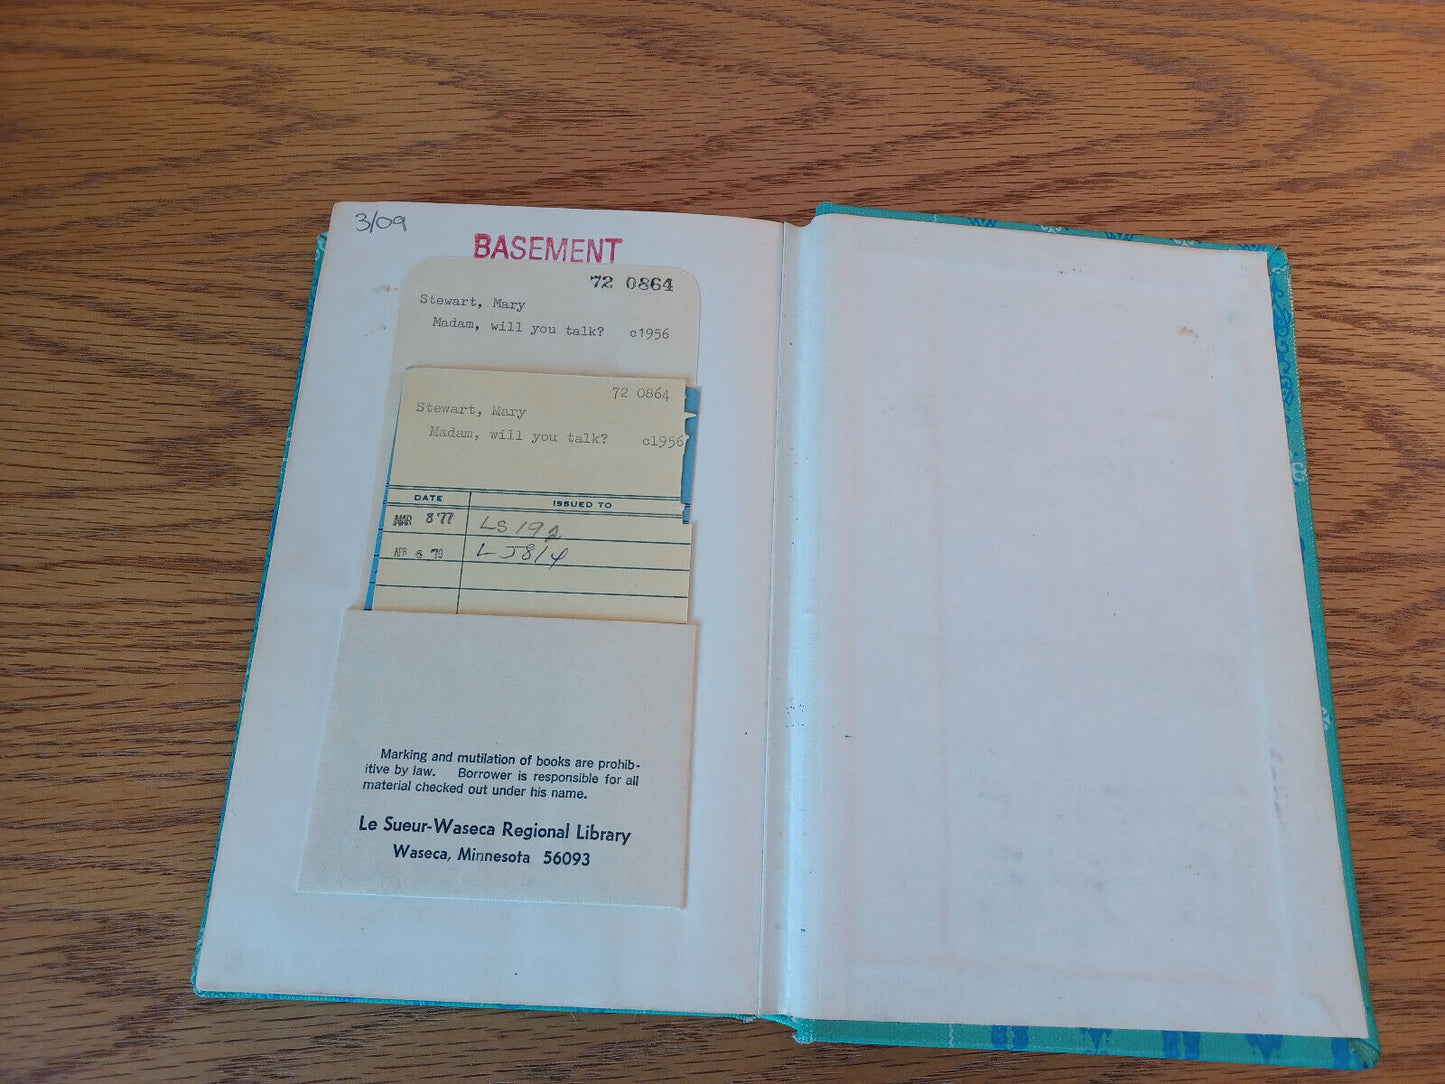 3/09
BASEMENT
72 0864
Stewart, Mary
Madam, will you talk? c1956
72 0864
Stewart, Mary
Madam, will you talk? c1956
DATE ISSUED TO
MAR 8 '77 LS 192
APR 6 '79 LJ814
Marking and mutilation of books are prohib-
itive by law. Borrower is responsible for all
material checked out under his name.
Le Sueur-Waseca Regional Library
Waseca, Minnesota 56093